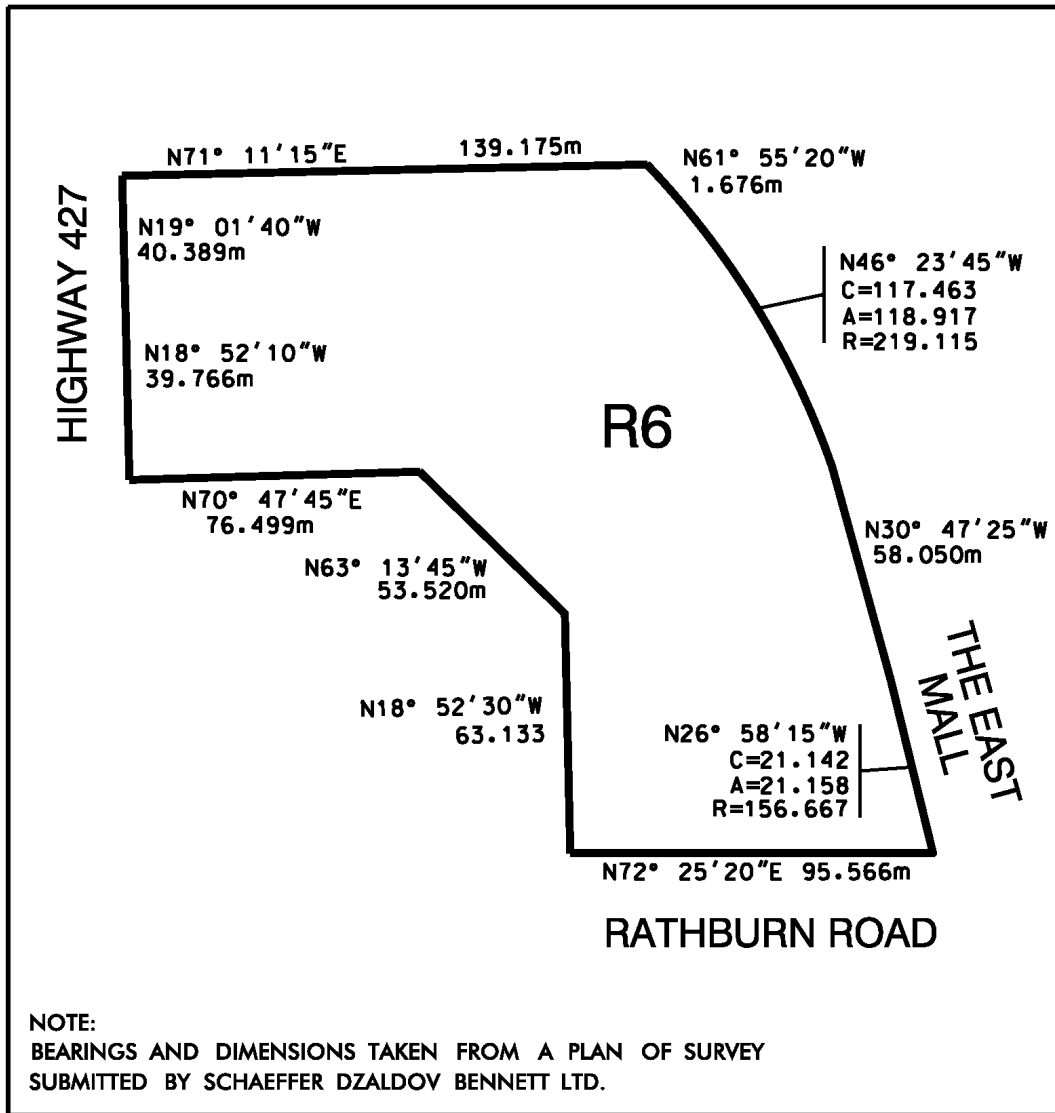 N71° 11'15"E 139.175m
N61° 55'20"W
1.676m
HIGHWAY 427
N19° 01'40"W
40.389m
N46° 23'45"W
C=117.463
A=118.917
R=219.115
N18° 52'10"W
39.766m
R6
N70° 47'45"E
76.499m
N63° 13'45"W
53.520m
N30° 47'25"W
58.050m
THE EAST
MALL
N18° 52'30"W
63.133
N26° 58'15"W
C=21.142
A=21.158
R=156.667
N72° 25'20"E 95.566m
RATHBURN ROAD
NOTE:
BEARINGS AND DIMENSIONS TAKEN FROM A PLAN OF SURVEY
SUBMITTED BY SCHAEFFER DZALDOV BENNETT LTD.